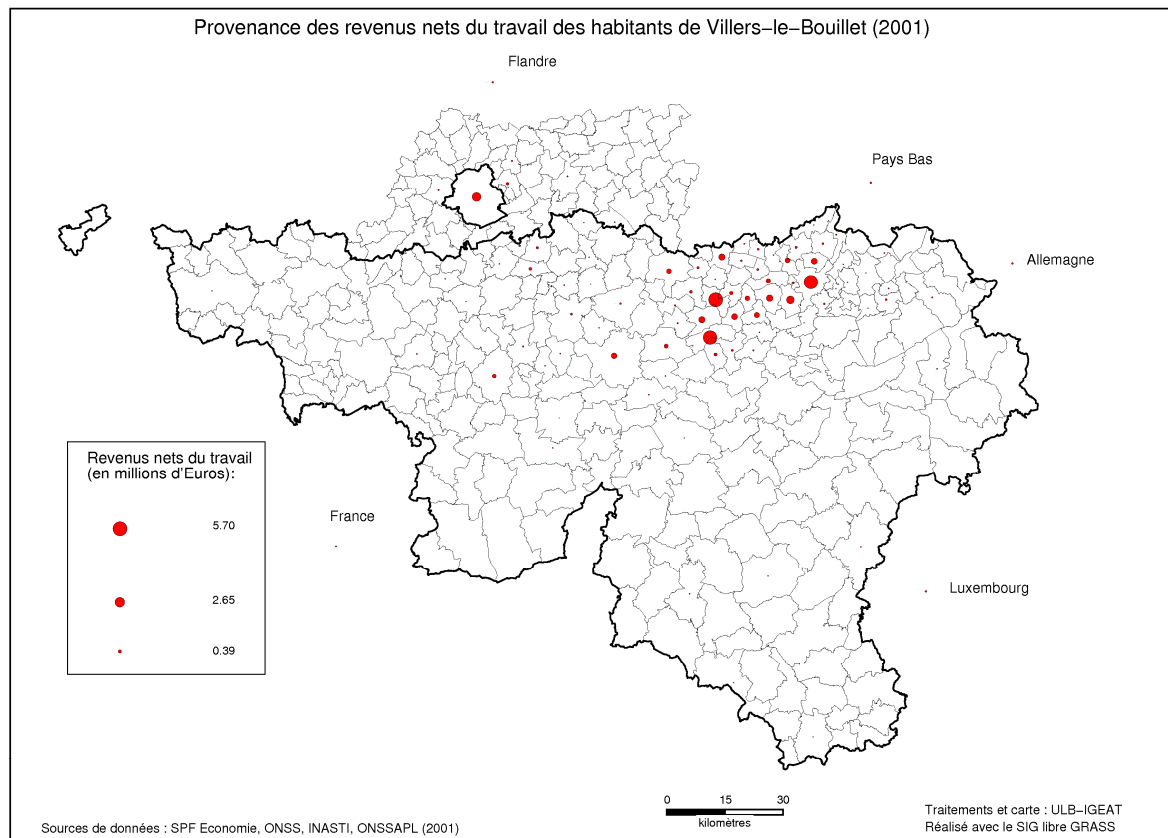 Provenance des revenus nets du travail des habitants de Villers-le-Bouillet (2001)
Flandre
Pays Bas
Allemagne
Revenus nets du travail
(en millions d'Euros):
5.70
2.65
0.39
France
Luxembourg
0 15 30
kilomètres
Sources de données : SPF Economie, ONSS, INASTI, ONSSAPL (2001)
Traitements et carte : ULB-IGEAT
Réalisé avec le SIG libre GRASS